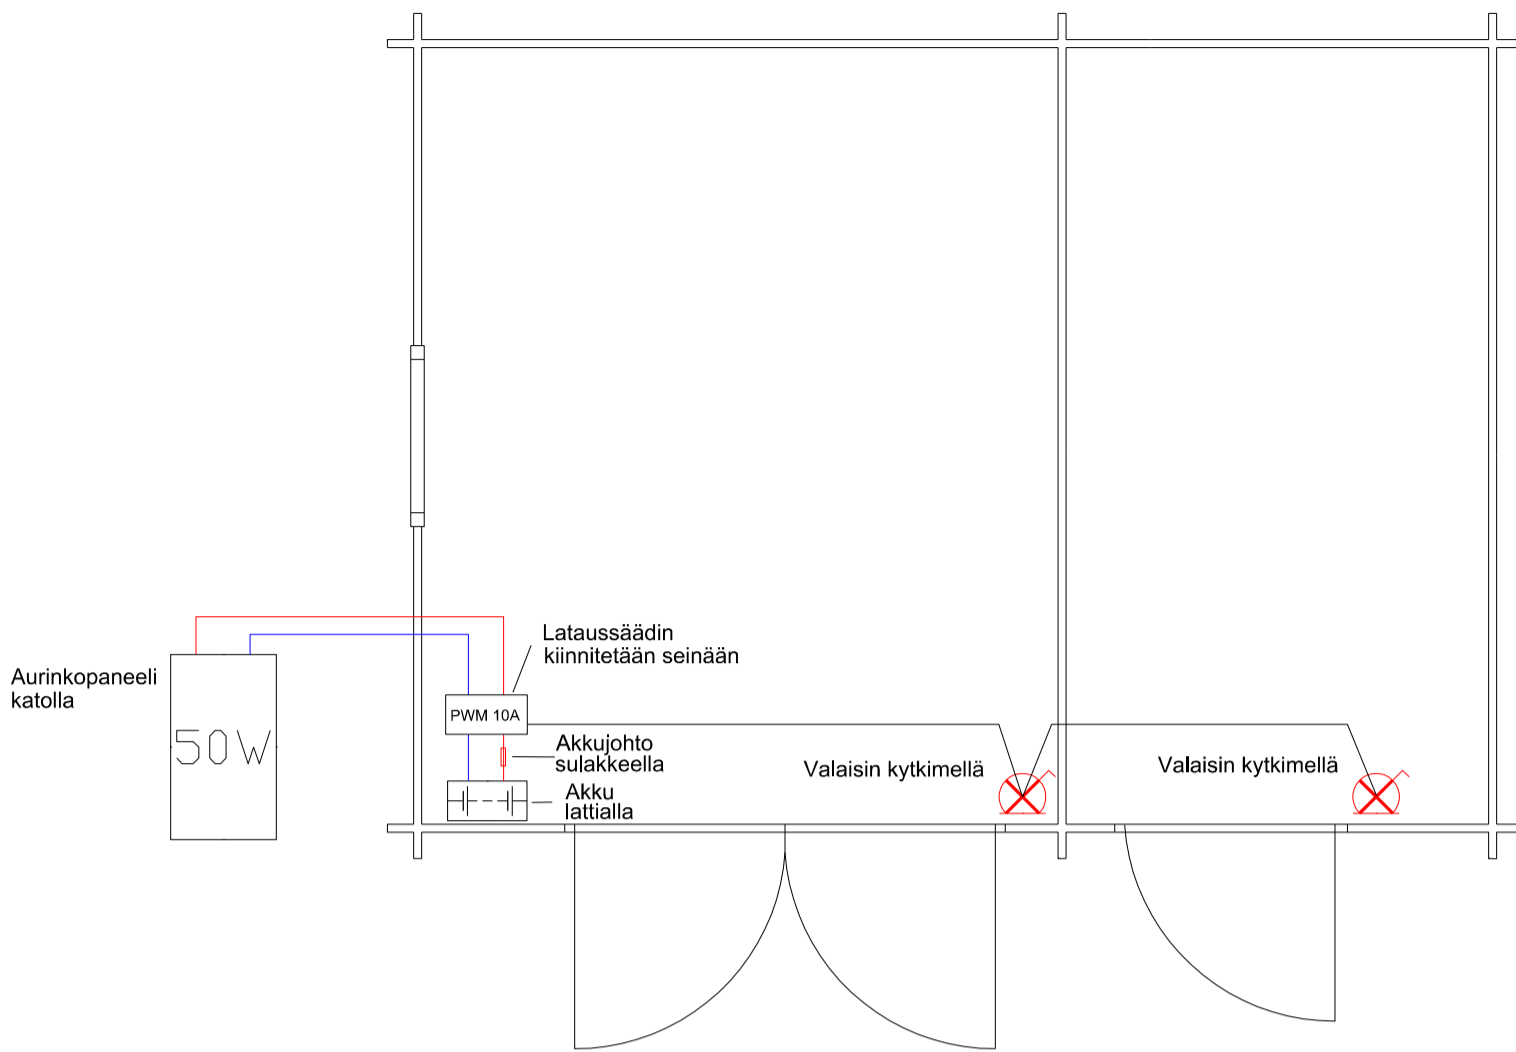 Lataussäädin
kiinnitetään seinään
Aurinkopaneeli
katolla
50W
PWM 10A
Akkujohto
sulakkeella
Akku
lattialla
Valaisin kytkimellä
Valaisin kytkimellä